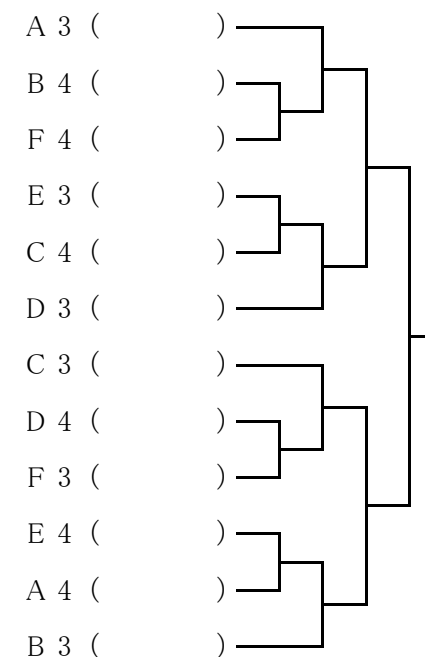 A 3 (          )
B 4 (          )
F 4 (          )
E 3 (          )
C 4 (          )
D 3 (          )
C 3 (          )
D 4 (          )
F 3 (          )
E 4 (          )
A 4 (          )
B 3 (          )